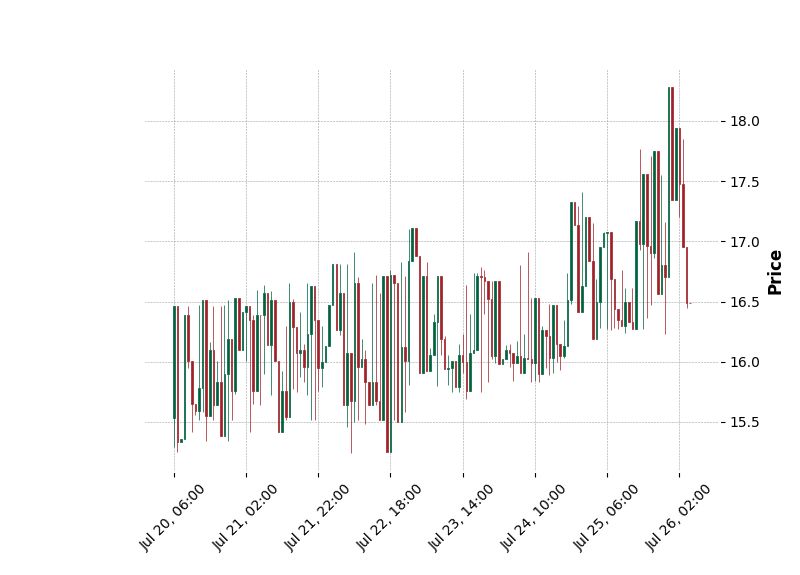 18.0
17.5
17.0
16.5
16.0
15.5
Price
Jul 20, 06:00
Jul 21, 02:00
Jul 21, 22:00
Jul 22, 18:00
Jul 23, 14:00
Jul 24, 10:00
Jul 25, 06:00
Jul 26, 02:00